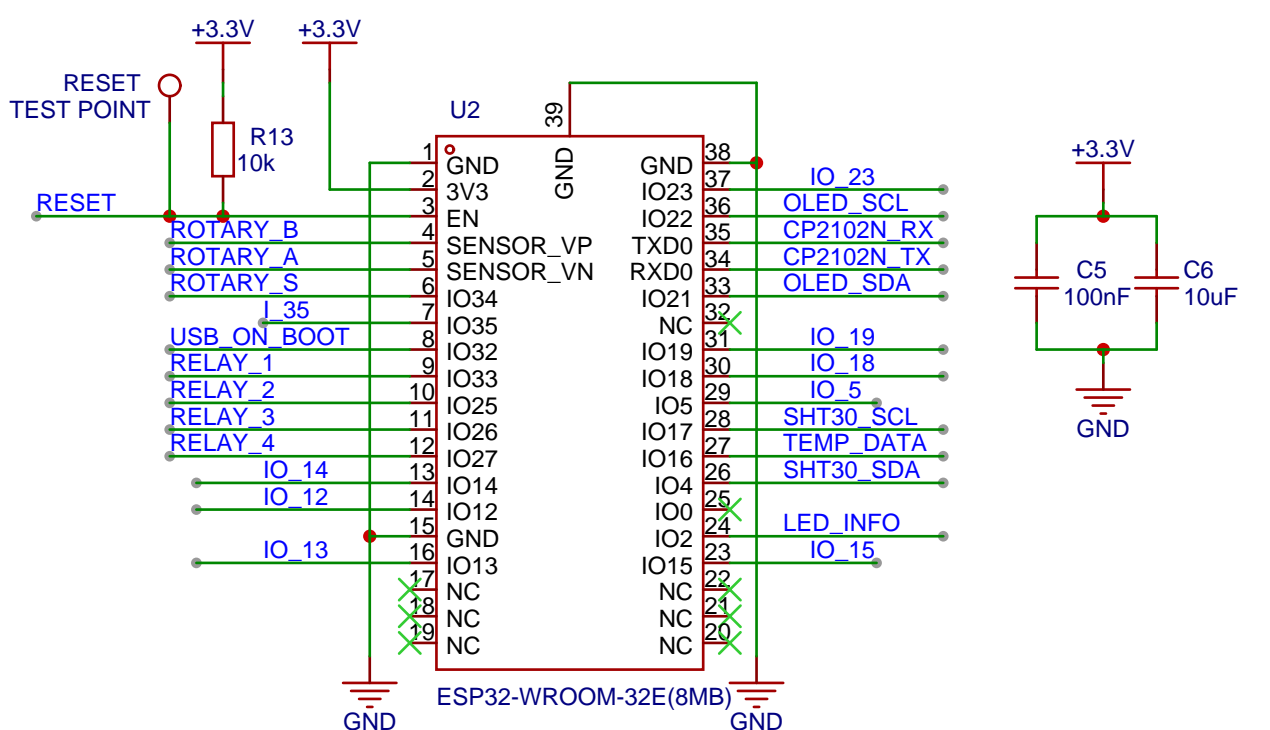 +3.3V
+3.3V
RESET
TEST POINT
R13
10k
RESET
U2
39
GND
1
GND
2
3V3
3
EN
ROTARY_B
4
SENSOR_VP
ROTARY_A
5
SENSOR_VN
ROTARY_S
6
IO34
I_35
7
IO35
USB_ON_BOOT
8
IO32
RELAY_1
9
IO33
RELAY_2
10
IO25
RELAY_3
11
IO26
RELAY_4
12
IO27
IO_14
13
IO14
IO_12
14
IO12
15
GND
IO_13
16
IO13
17
NC
18
NC
19
NC
GND
38
GND
37
IO23
IO_23
36
IO22
OLED_SCL
35
TXD0
CP2102N_RX
34
RXD0
CP2102N_TX
33
IO21
OLED_SDA
32
NC
31
IO19
IO_19
30
IO18
IO_18
29
IO5
IO_5
28
IO17
SHT30_SCL
27
IO16
TEMP_DATA
26
IO4
SHT30_SDA
25
IO0
24
IO2
LED_INFO
23
IO15
IO_15
22
NC
21
NC
20
NC
ESP32-WROOM-32E(8MB)
GND
+3.3V
C5
100nF
C6
10uF
GND